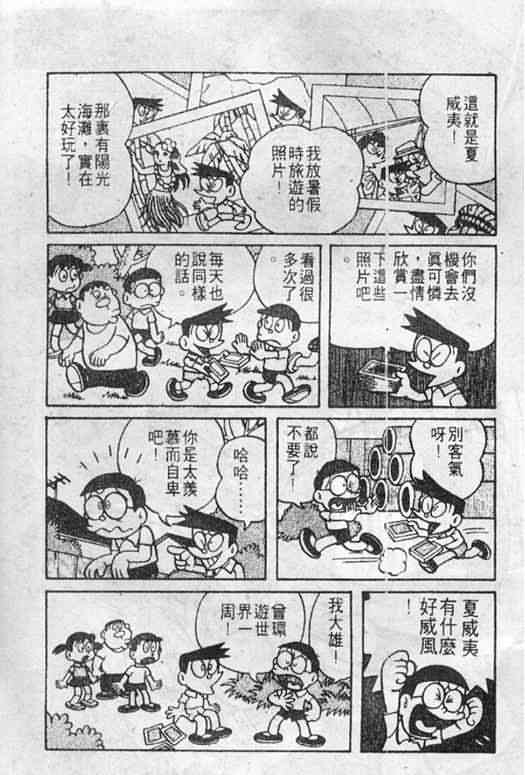 這就是夏
威夷！
我放暑假
時旅遊的
照片！
那裏有陽光
海灘，實在
太好玩了！
你們沒
機會去
眞可憐
，盡情
欣賞一
下這些
照片吧
。
看過很
多次了
。
每天也
說同樣
的話。
別客氣
呀！
都說
不要了！
哈哈……
你是太羨
慕而自卑
吧！
夏威夷
有什麼
好威風
！
我大雄！
曾環
遊世
界一
周！